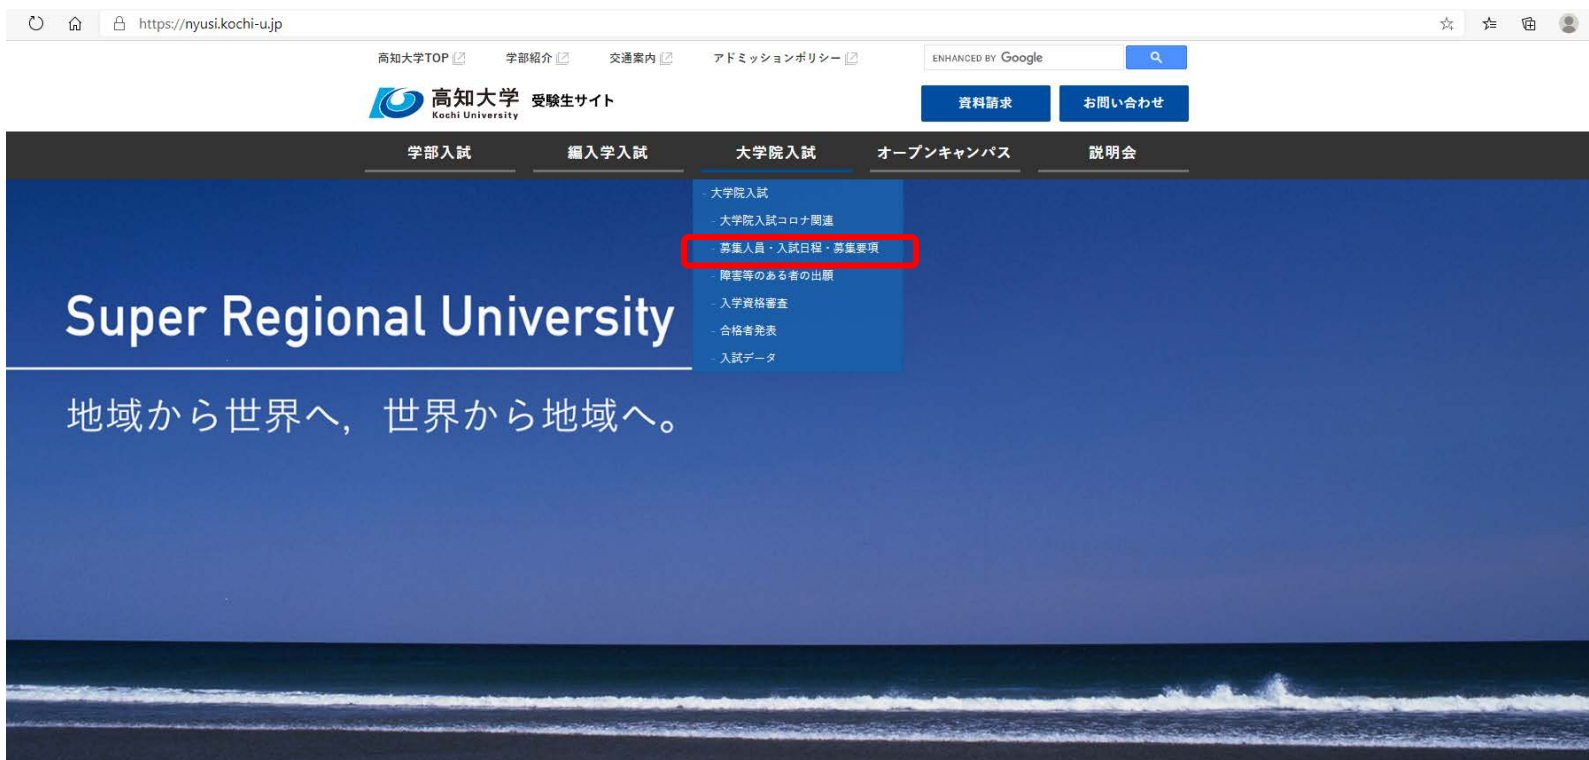 https://nyusi.kochi-u.jp
高知大学TOP 学部紹介 交通案内 アドミッションポリシー ENHANCED BY Google
高知大学 受験生サイト 資料請求 お問い合わせ
Kochi University
学部入試 編入学入試 大学院入試 オープンキャンパス 説明会
- 大学院入試
- 大学院入試コロナ関連
- 募集人員・入試日程・募集要項
- 障害等のある者の出願
- 入学資格審査
- 合格者発表
- 入試データ
Super Regional University
地域から世界へ, 世界から地域へ。